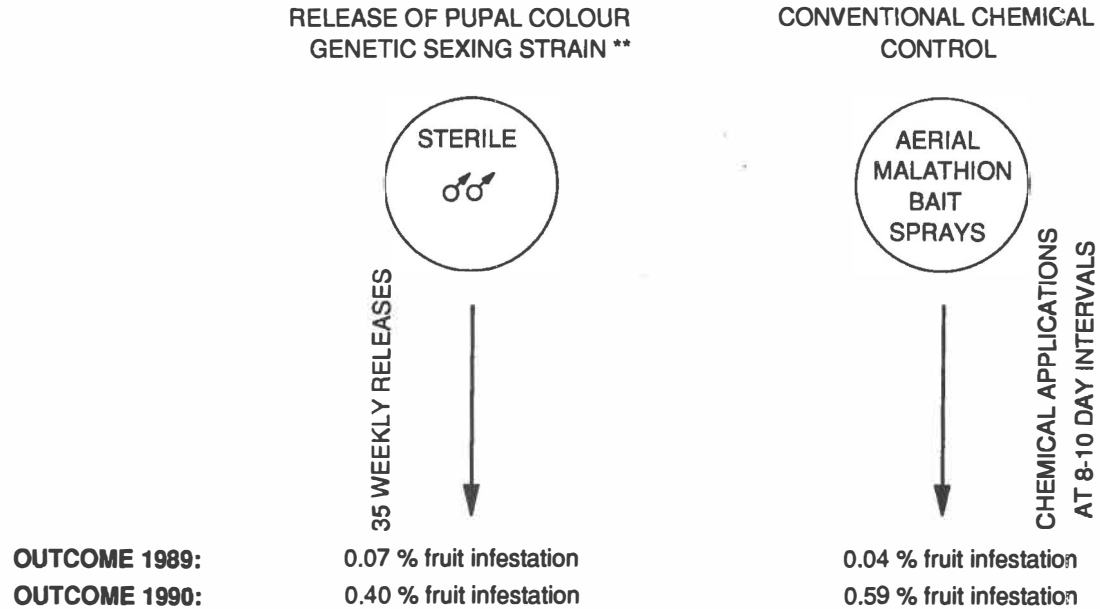 RELEASE OF PUPAL COLOUR
GENETIC SEXING STRAIN **
CONVENTIONAL CHEMICAL
CONTROL
STERILE
♂♂
AERIAL
MALATHION
BAIT
SPRAYS
35 WEEKLY RELEASES
CHEMICAL APPLICATIONS
AT 8-10 DAY INTERVALS
OUTCOME 1989: 0.07 % fruit infestation 0.04 % fruit infestation
OUTCOME 1990: 0.40 % fruit infestation 0.59 % fruit infestation